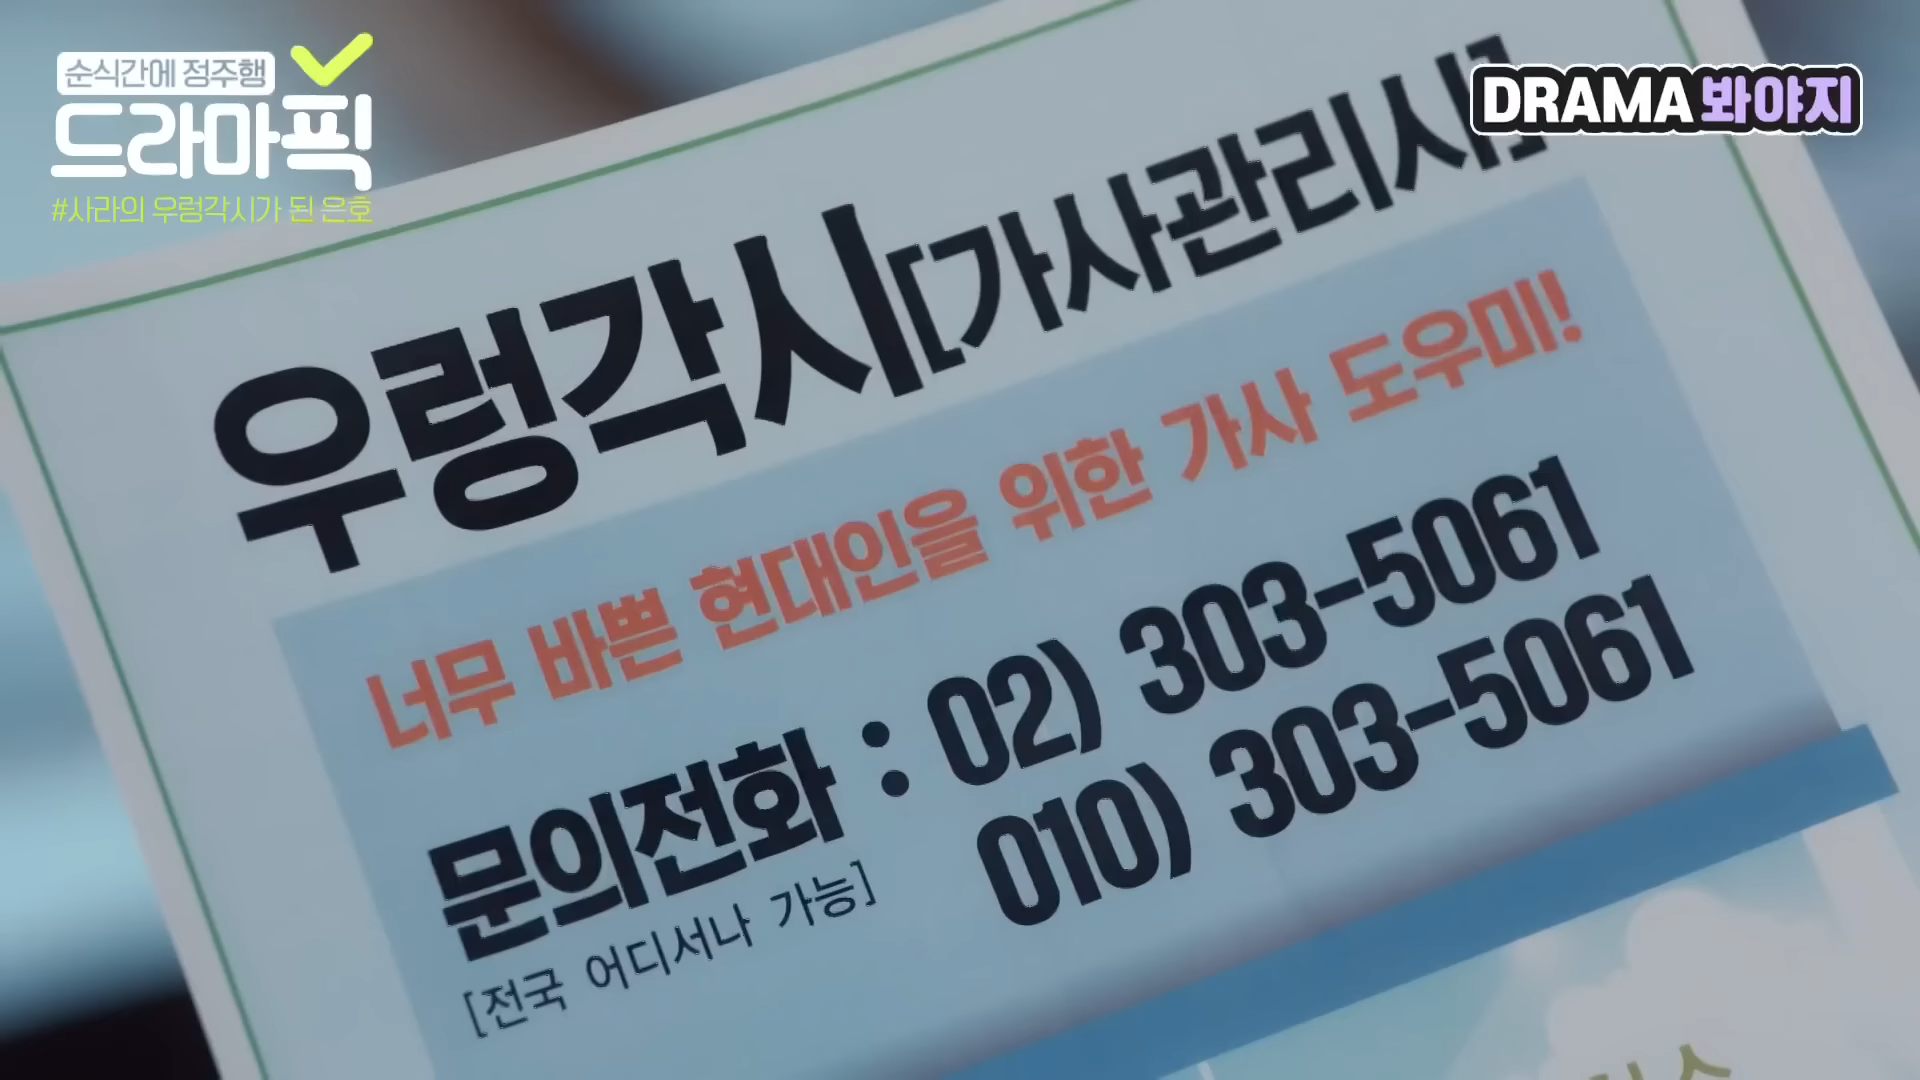 순식간에 정주행
드라마픽
#사라의 우렁각시가 된 은호
DRAMA 봐야지
우렁각시[가사관리사]
너무 바쁜 현대인을 위한 가사 도우미!
문의전화 : 02) 303-5061
010) 303-5061
[전국 어디서나 가능]